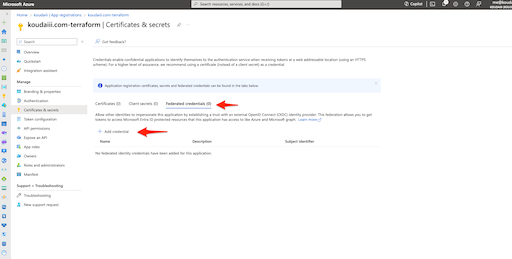 Microsoft Azure
Search resources, services, and docs (G+/)
Copilot
Home > koudaiii | App registrations > koudaiii.com-terraform
koudaiii.com-terraform | Certificates & secrets
Search
Got feedback?
Overview
Quickstart
Integration assistant
Manage
Branding & properties
Authentication
Certificates & secrets
Token configuration
API permissions
Expose an API
App roles
Owners
Roles and administrators
Manifest
Support + Troubleshooting
Troubleshooting
New support request
Credentials enable confidential applications to identify themselves to the authentication service when receiving tokens at a web addressable location (using an HTTPS
scheme). For a higher level of assurance, we recommend using a certificate (instead of a client secret) as a credential.
Application registration certificates, secrets and federated credentials can be found in the tabs below.
Certificates (0) Client secrets (0) Federated credentials (0)
Allow other identities to impersonate this application by establishing a trust with an external OpenID Connect (OIDC) identity provider. This federation allows you to
get tokens to access Microsoft Entra ID protected resources that this application has access to like Azure and Microsoft graph. Learn more
Add credential
Name Description Subject identifier
No federated identity credentials have been added for this application.